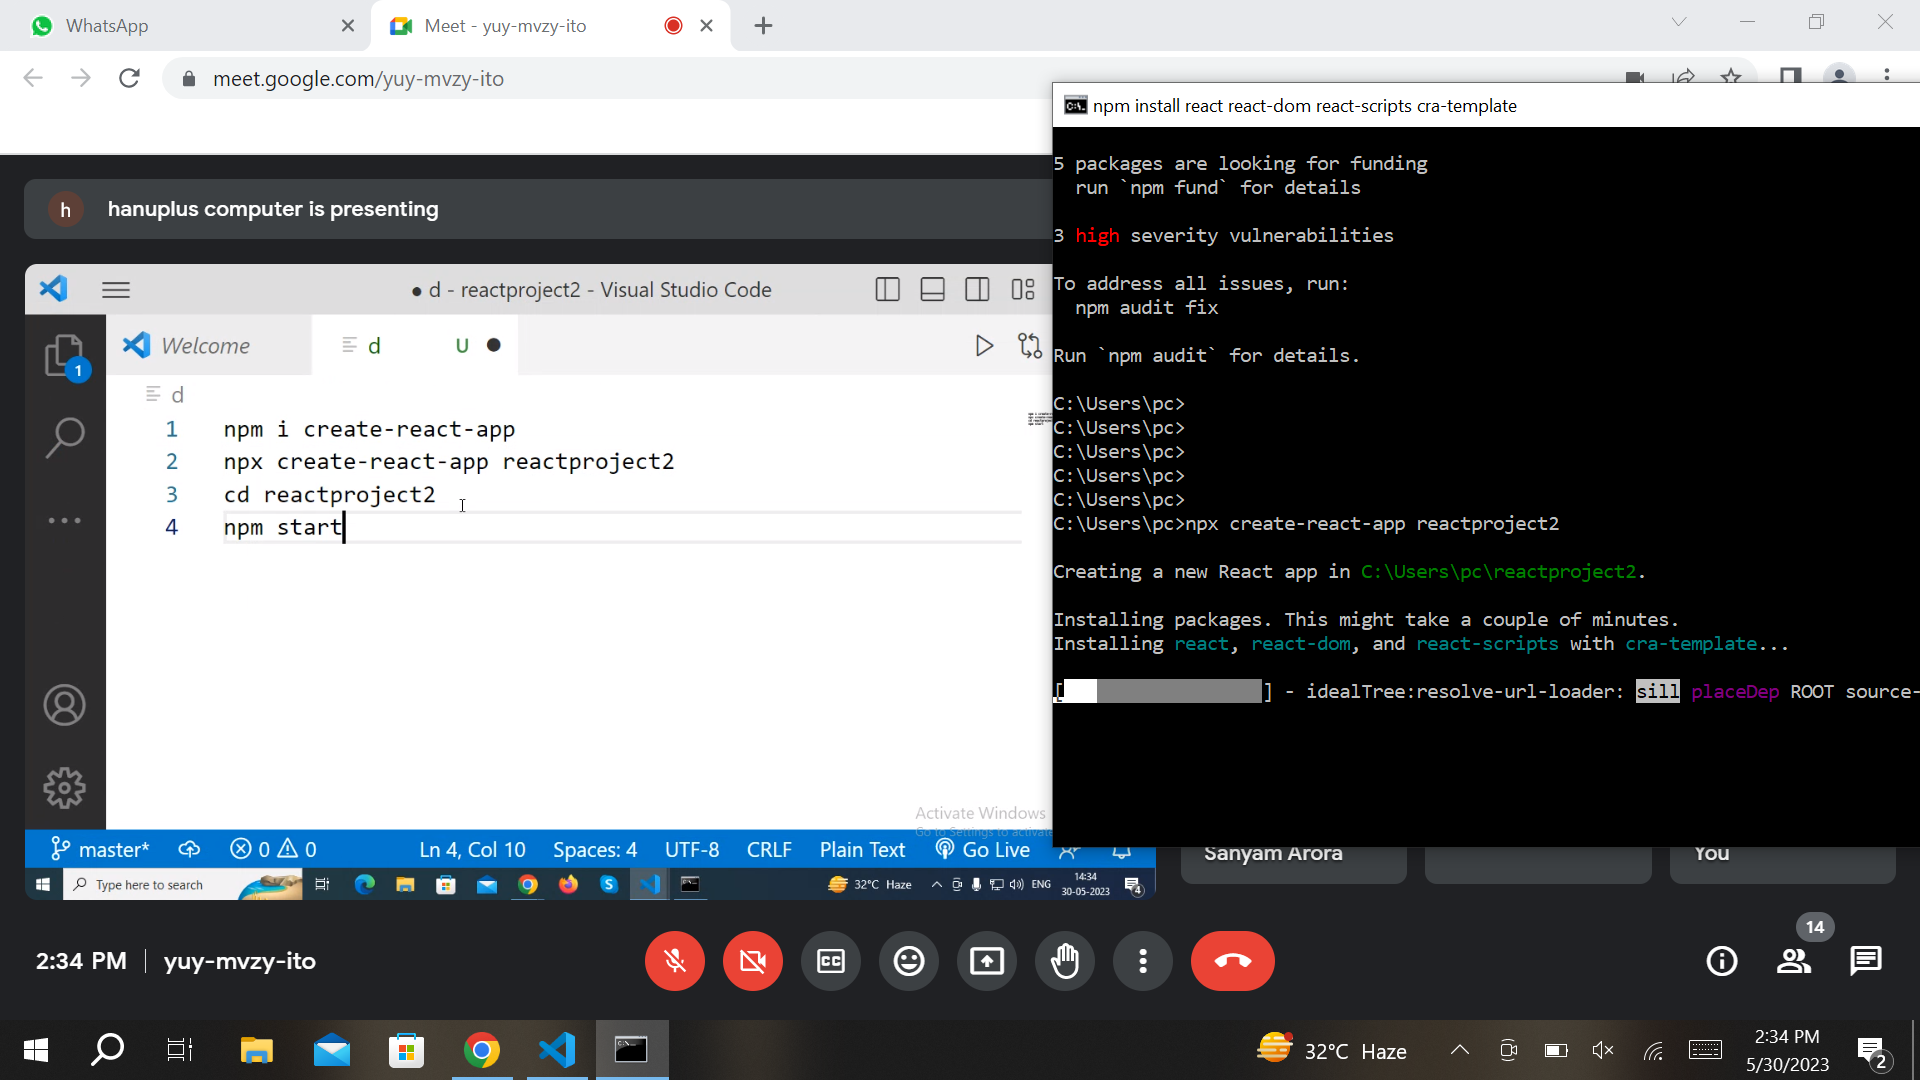 WhatsApp
Meet - yuy-mvzy-ito
meet.google.com/yuy-mvzy-ito
npm install react react-dom react-scripts cra-template
5 packages are looking for funding
run `npm fund` for details
3 high severity vulnerabilities
To address all issues, run:
npm audit fix
Run `npm audit` for details.
C:\Users\pc>
C:\Users\pc>
C:\Users\pc>
C:\Users\pc>
C:\Users\pc>
C:\Users\pc>npx create-react-app reactproject2
Creating a new React app in C:\Users\pc\reactproject2.
Installing packages. This might take a couple of minutes.
Installing react, react-dom, and react-scripts with cra-template...
[ ] - idealTree:resolve-url-loader: sill placeDep ROOT source-
h
hanuplus computer is presenting
● d - reactproject2 - Visual Studio Code
Welcome
d U
1
d
1 npm i create-react-app
2 npx create-react-app reactproject2
3 cd reactproject2
4 npm start
Activate Windows
Go to Settings to activate
master* 0 0 Ln 4, Col 10 Spaces: 4 UTF-8 CRLF Plain Text Go Live
Type here to search 32°C Haze ENG 14:34
30-05-2023
4
Sanyam Arora
You
2:34 PM yuy-mvzy-ito
CC
14
32°C Haze
2:34 PM
5/30/2023
2